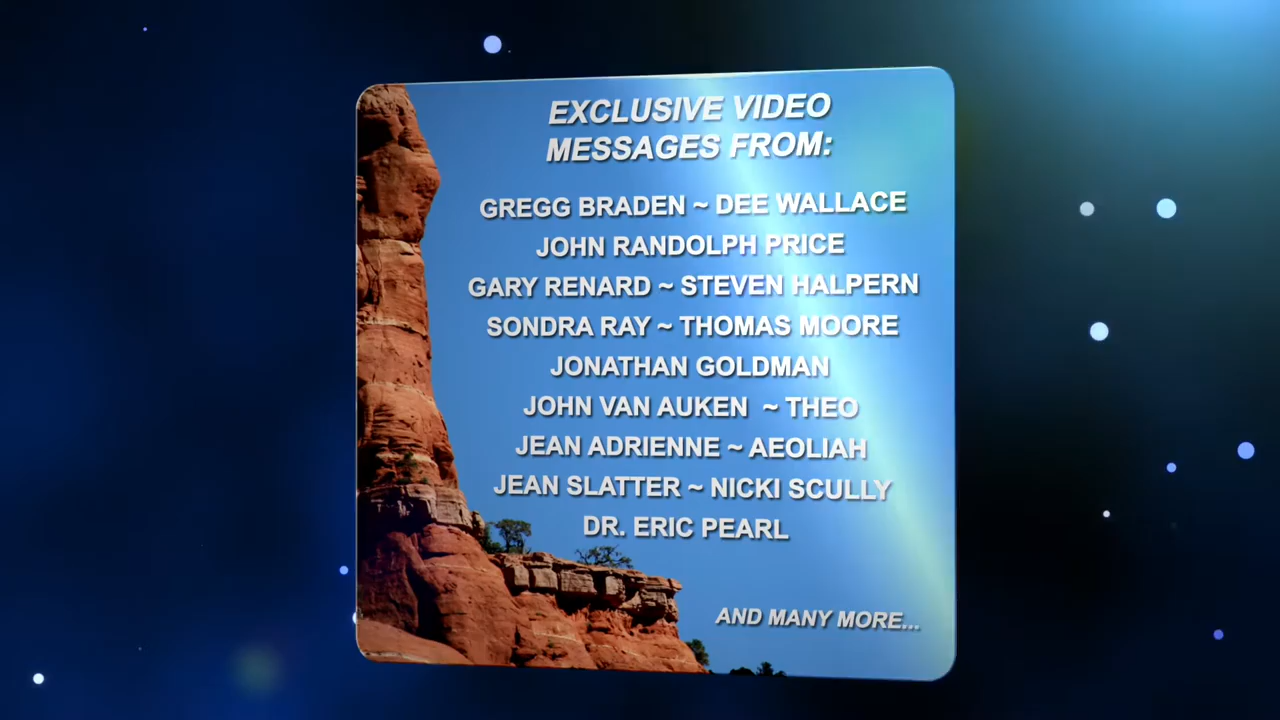 EXCLUSIVE VIDEO
MESSAGES FROM:
GREGG BRADEN ~ DEE WALLACE
JOHN RANDOLPH PRICE
GARY RENARD ~ STEVEN HALPERN
SONDRA RAY ~ THOMAS MOORE
JONATHAN GOLDMAN
JOHN VAN AUKEN ~ THEO
JEAN ADRIENNE ~ AEOLIAH
JEAN SLATTER ~ NICKI SCULLY
DR. ERIC PEARL
AND MANY MORE...